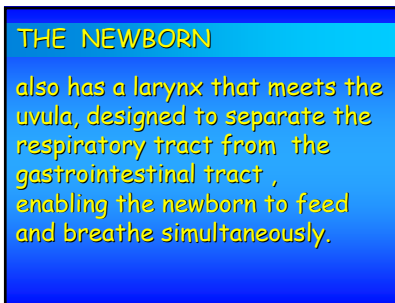 THE NEWBORN
also has a larynx that meets the
uvula, designed to separate the
respiratory tract from the
gastrointestinal tract ,
enabling the newborn to feed
and breathe simultaneously.